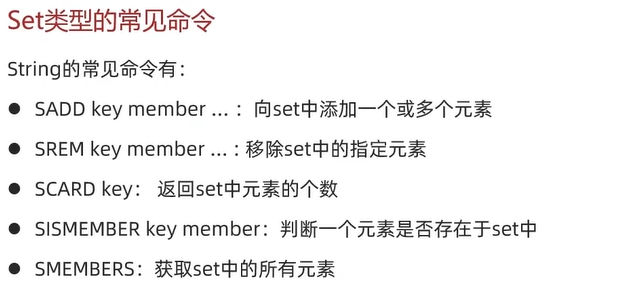 Set类型的常见命令
String的常见命令有：
● SADD key member ... ：向set中添加一个或多个元素
● SREM key member ... : 移除set中的指定元素
● SCARD key： 返回set中元素的个数
● SISMEMBER key member：判断一个元素是否存在于set中
● SMEMBERS：获取set中的所有元素